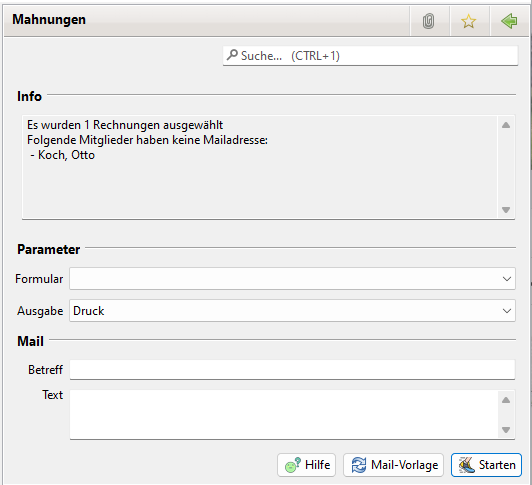 Mahnungen
Suche... (CTRL+1)
Info
Es wurden 1 Rechnungen ausgewählt
Folgende Mitglieder haben keine Mailadresse:
- Koch, Otto
Parameter
Formular
Ausgabe Druck
Mail
Betreff
Text
Hilfe Mail-Vorlage Starten